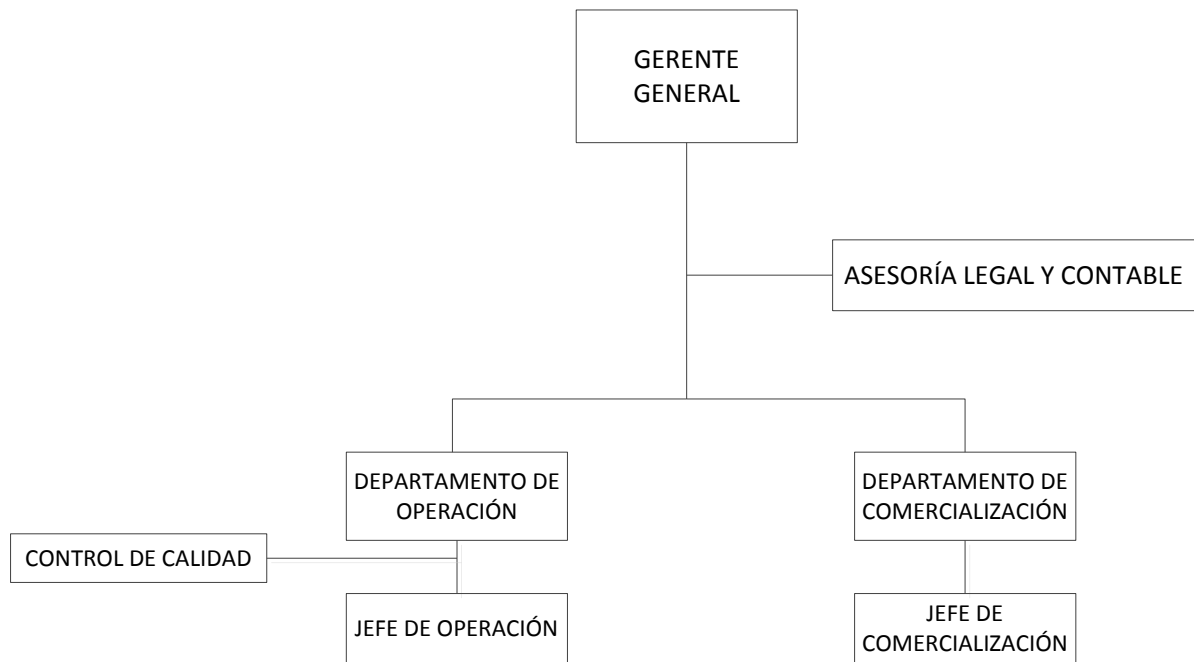 GERENTE
GENERAL
ASESORÍA LEGAL Y CONTABLE
DEPARTAMENTO DE
OPERACIÓN
DEPARTAMENTO DE
COMERCIALIZACIÓN
CONTROL DE CALIDAD
JEFE DE OPERACIÓN
JEFE DE
COMERCIALIZACIÓN